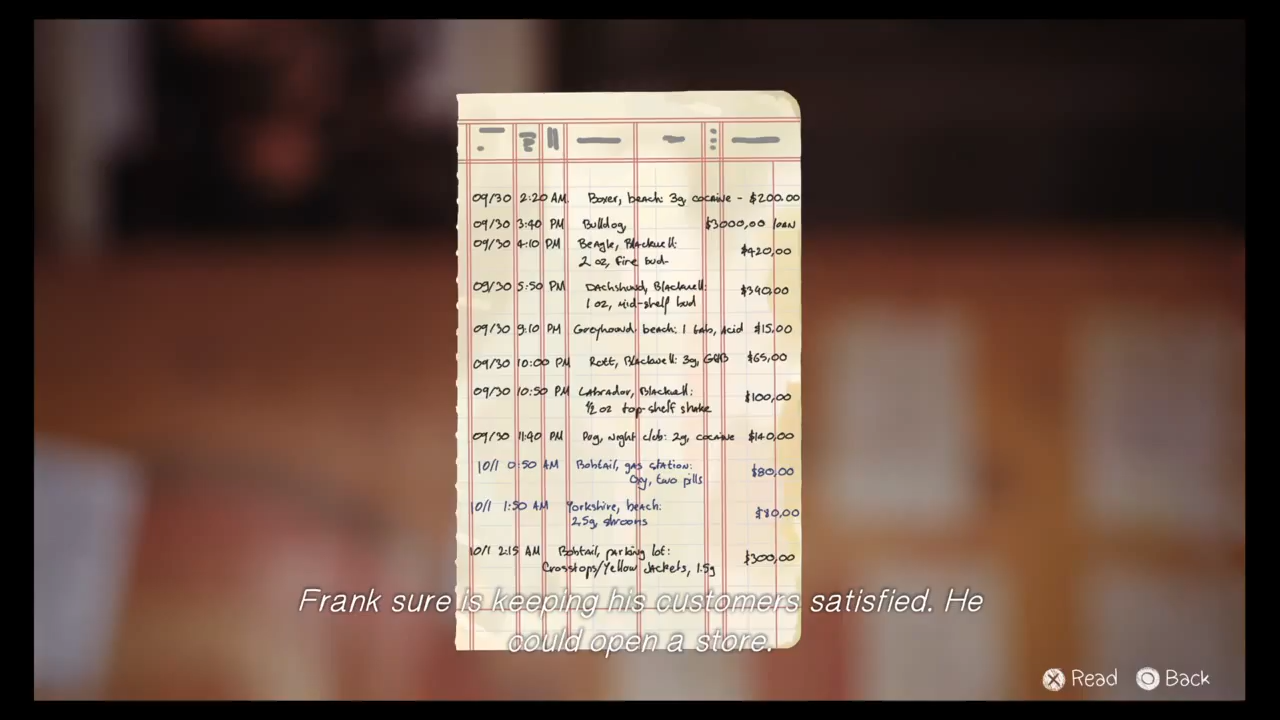 09/30 2:20 AM Boxer, beach: 3g, cocaine - $200.00
09/30 3:40 PM Bulldog, $3000,00 loan
09/30 4:10 PM Beagle, Blackwell: $420,00
2 oz, fire bud-
09/30 5:50 PM Dachshund, Blackwell: $390.00
1 oz, mid-shelf bud
09/30 9:10 PM Greyhound, beach: 1 tab, acid $15.00
09/30 10:00 PM Rott, Blackwell: 3g, GHB $65,00
09/30 10:50 PM Labrador, Blackwell: $100,00
1/2 oz top-shelf shake
09/30 11:40 PM Pug, night club: 2g, cocaine $140,00
10/1 0:50 AM Bobtail, gas station: $80,00
Oxy, two pills
10/1 1:50 AM Yorkshire, beach:
2,5g, shrooms
10/1 2:15 AM Bobtail, parking lot: $300,00
Crosstops/Yellow Jackets, 1.5g
Frank sure is keeping his customers satisfied. He
could open a store.
Read Back